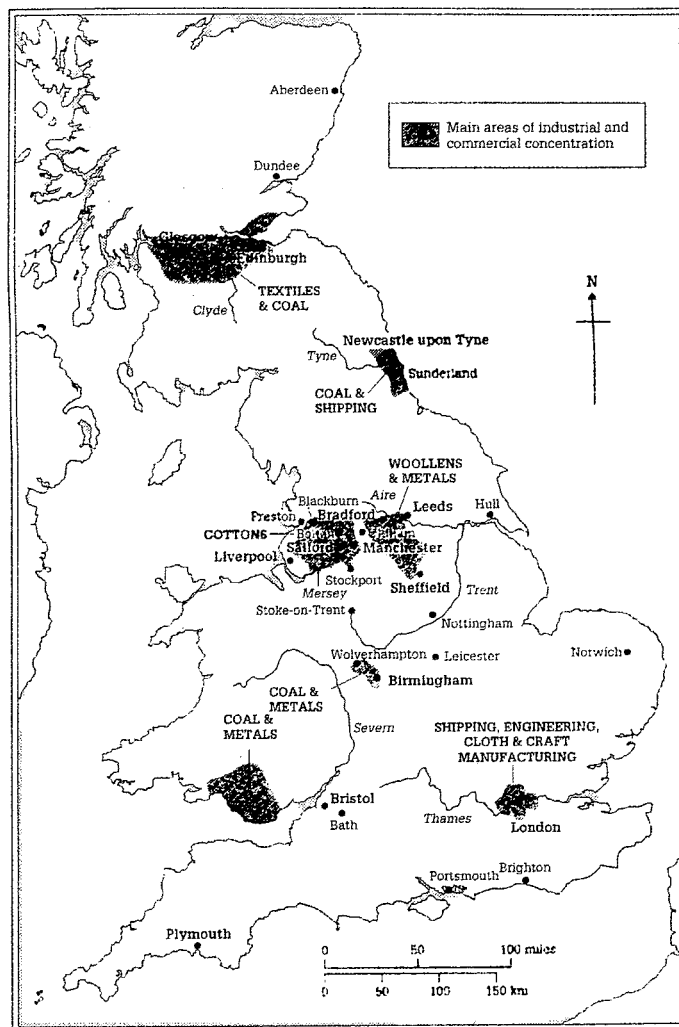 Aberdeen
Main areas of industrial and
commercial concentration
Dundee
Glasgow
Edinburgh
TEXTILES
& COAL
Clyde
N
Newcastle upon Tyne
Tyne
Sunderland
COAL &
SHIPPING
WOOLLENS
& METALS
Blackburn
Aire
Leeds
Hull
Preston
Bradford
COTTONS
Bolton
Oldham
Salford
Manchester
Liverpool
Stockport
Mersey
Sheffield
Trent
Stoke-on-Trent
Nottingham
Wolverhampton
Leicester
Norwich
Birmingham
COAL &
METALS
COAL &
METALS
Severn
SHIPPING, ENGINEERING,
CLOTH & CRAFT
MANUFACTURING
Bristol
Bath
Thames
London
Portsmouth
Brighton
Plymouth
0 50 100 miles
0 50 100 150 km